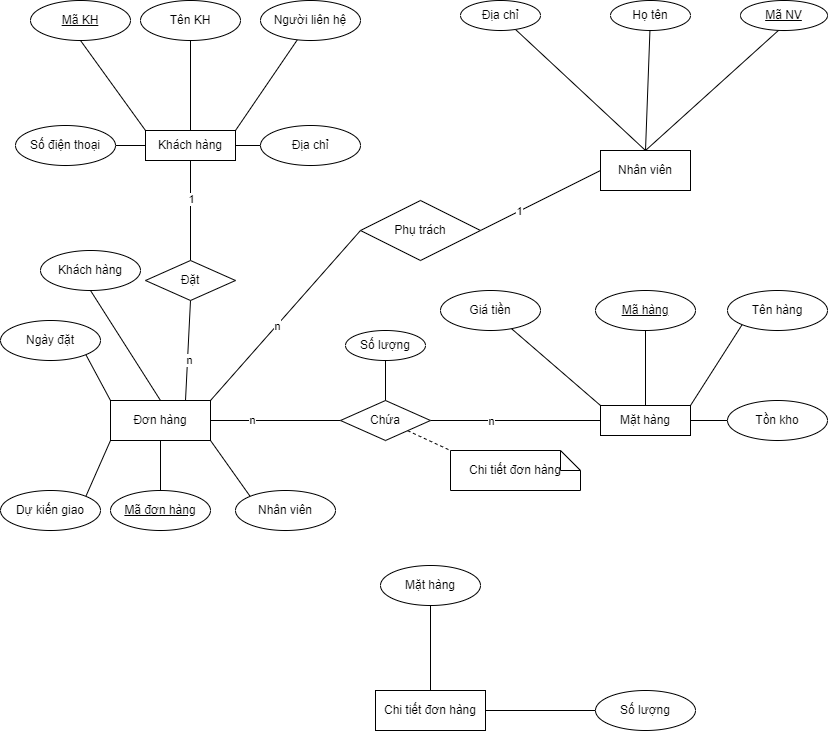 Mã KH
Tên KH
Người liên hệ
Địa chỉ
Họ tên
Mã NV
Số điện thoại
Khách hàng
Địa chỉ
Nhân viên
1
1
Phụ trách
Khách hàng
Đặt
Giá tiền
Mã hàng
Tên hàng
n
Ngày đặt
Số lượng
n
Đơn hàng
n
Chứa
n
Mặt hàng
Tồn kho
Chi tiết đơn hàng
Dự kiến giao
Mã đơn hàng
Nhân viên
Mặt hàng
Chi tiết đơn hàng
Số lượng